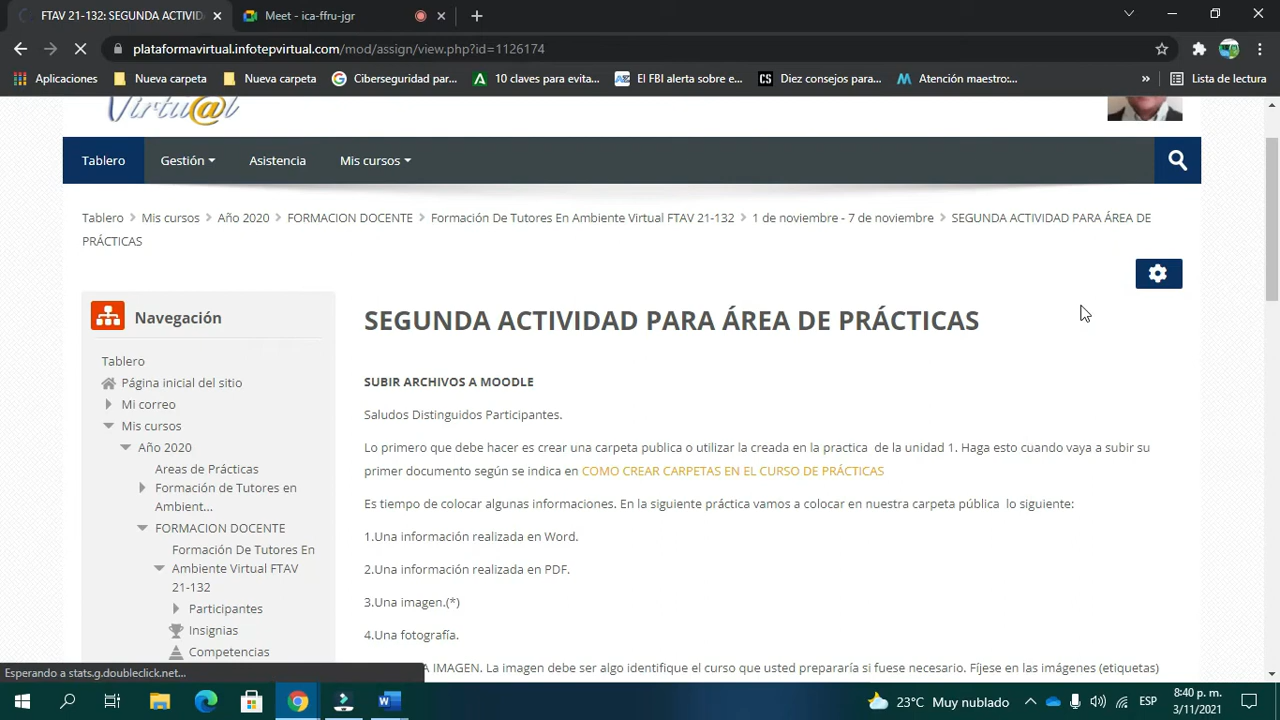 FTAV 21-132: SEGUNDA ACTIVID
Meet - ica-ffru-jgr
plataformavirtual.infotepvirtual.com/mod/assign/view.php?id=1126174
Aplicaciones
Nueva carpeta
Nueva carpeta
Ciberseguridad par...
10 claves para evita...
El FBI alerta sobre e...
Diez consejos para...
Atención maestro:...
»
Lista de lectura
Virtu@l
Tablero
Gestión
Asistencia
Mis cursos
Tablero > Mis cursos > Año 2020 > FORMACION DOCENTE > Formación De Tutores En Ambiente Virtual FTAV 21-132 > 1 de noviembre - 7 de noviembre > SEGUNDA ACTIVIDAD PARA ÁREA DE
PRÁCTICAS
Navegación
Tablero
Página inicial del sitio
Mi correo
Mis cursos
Año 2020
Areas de Prácticas
Formación de Tutores en
Ambient...
FORMACION DOCENTE
Formación De Tutores En
Ambiente Virtual FTAV
21-132
Participantes
Insignias
Competencias
SEGUNDA ACTIVIDAD PARA ÁREA DE PRÁCTICAS
SUBIR ARCHIVOS A MOODLE
Saludos Distinguidos Participantes.
Lo primero que debe hacer es crear una carpeta publica o utilizar la creada en la practica de la unidad 1. Haga esto cuando vaya a subir su
primer documento según se indica en COMO CREAR CARPETAS EN EL CURSO DE PRÁCTICAS
Es tiempo de colocar algunas informaciones. En la siguiente práctica vamos a colocar en nuestra carpeta pública lo siguiente:
1.Una información realizada en Word.
2.Una información realizada en PDF.
3.Una imagen.(*)
4.Una fotografía.
A IMAGEN. La imagen debe ser algo identifique el curso que usted prepararía si fuese necesario. Fíjese en las imágenes (etiquetas)
Esperando a stats.g.doubleclick.net...
23°C Muy nublado
ESP
8:40 p. m.
3/11/2021